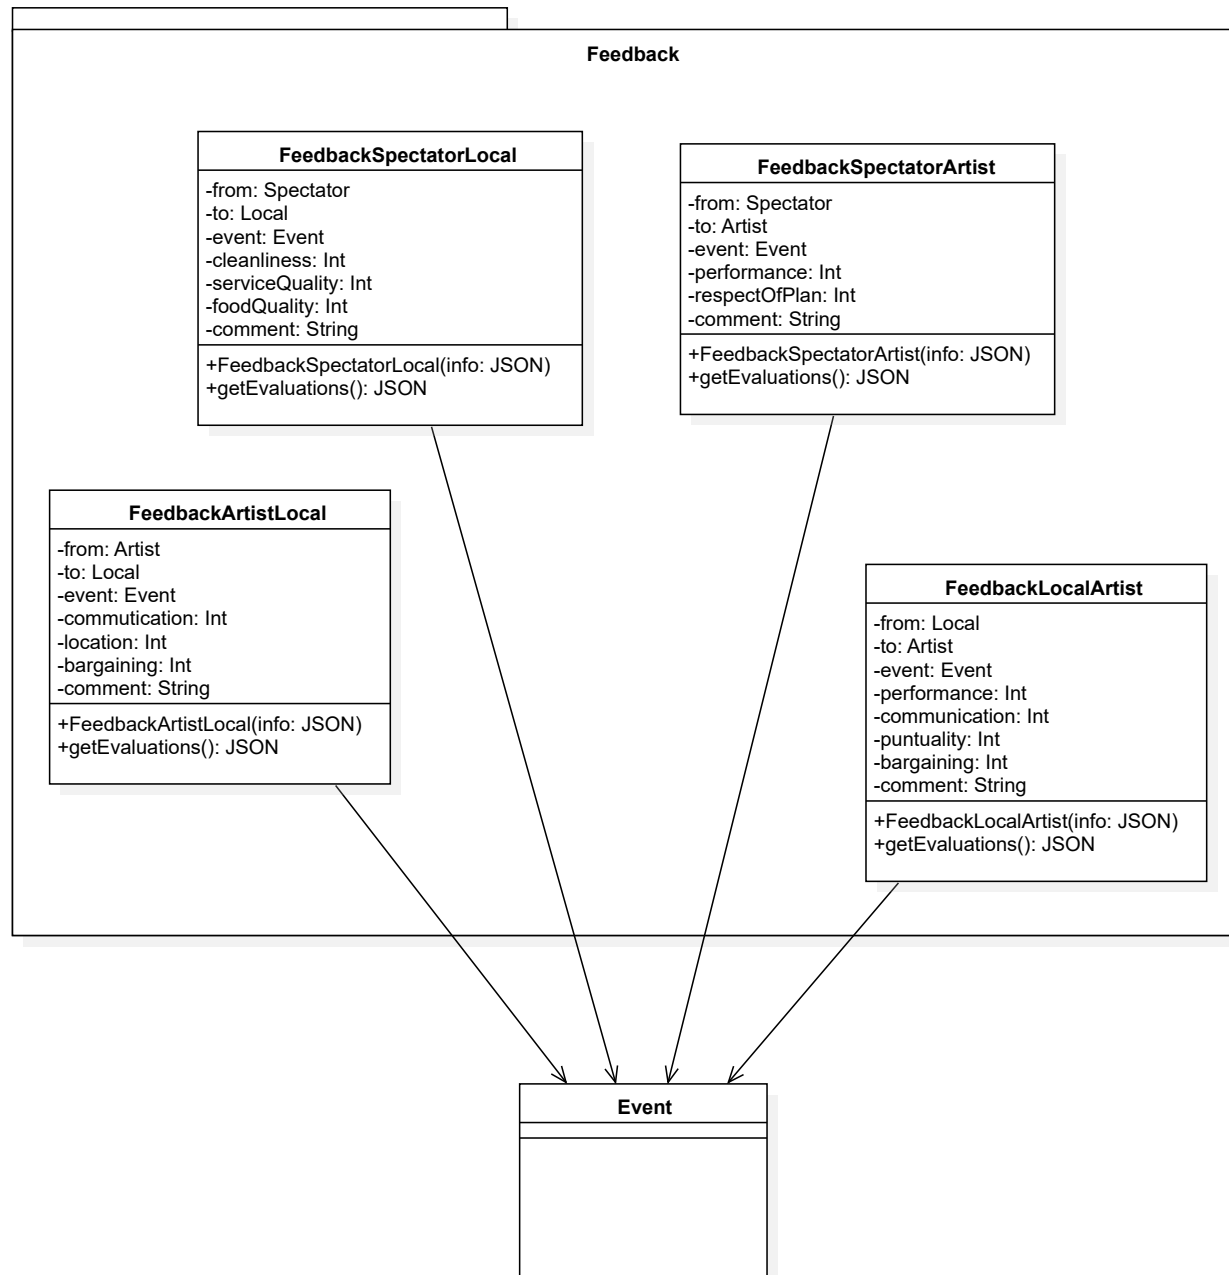 Feedback
FeedbackSpectatorLocal
-from: Spectator
-to: Local
-event: Event
-cleanliness: Int
-serviceQuality: Int
-foodQuality: Int
-comment: String
+FeedbackSpectatorLocal(info: JSON)
+getEvaluations(): JSON
FeedbackSpectatorArtist
-from: Spectator
-to: Artist
-event: Event
-performance: Int
-respectOfPlan: Int
-comment: String
+FeedbackSpectatorArtist(info: JSON)
+getEvaluations(): JSON
FeedbackArtistLocal
-from: Artist
-to: Local
-event: Event
-commutication: Int
-location: Int
-bargaining: Int
-comment: String
+FeedbackArtistLocal(info: JSON)
+getEvaluations(): JSON
FeedbackLocalArtist
-from: Local
-to: Artist
-event: Event
-performance: Int
-communication: Int
-puntuality: Int
-bargaining: Int
-comment: String
+FeedbackLocalArtist(info: JSON)
+getEvaluations(): JSON
Event